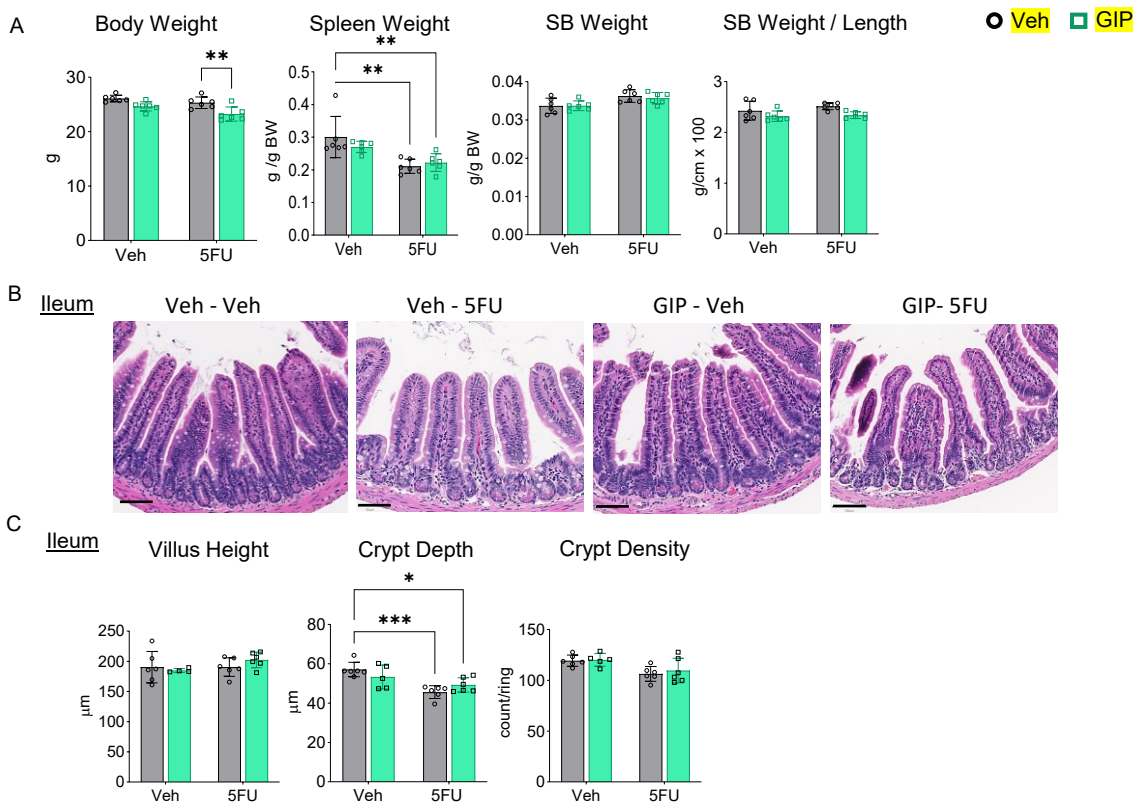 A
Body Weight
Spleen Weight
SB Weight
SB Weight / Length
Veh
GIP
**
30
20
10
0
g
Veh
5FU
**
**
0.5
0.4
0.3
0.2
0.1
0.0
g /g BW
Veh
5FU
0.04
0.03
0.02
0.01
0.00
g/g BW
Veh
5FU
3
2
1
0
g/cm x 100
Veh
5FU
B
Ileum
Veh - Veh
Veh - 5FU
GIP - Veh
GIP- 5FU
C
Ileum
Villus Height
Crypt Depth
Crypt Density
250
200
150
100
50
0
µm
Veh
5FU
*
***
80
60
40
20
0
µm
Veh
5FU
150
100
50
0
count/ring
Veh
5FU